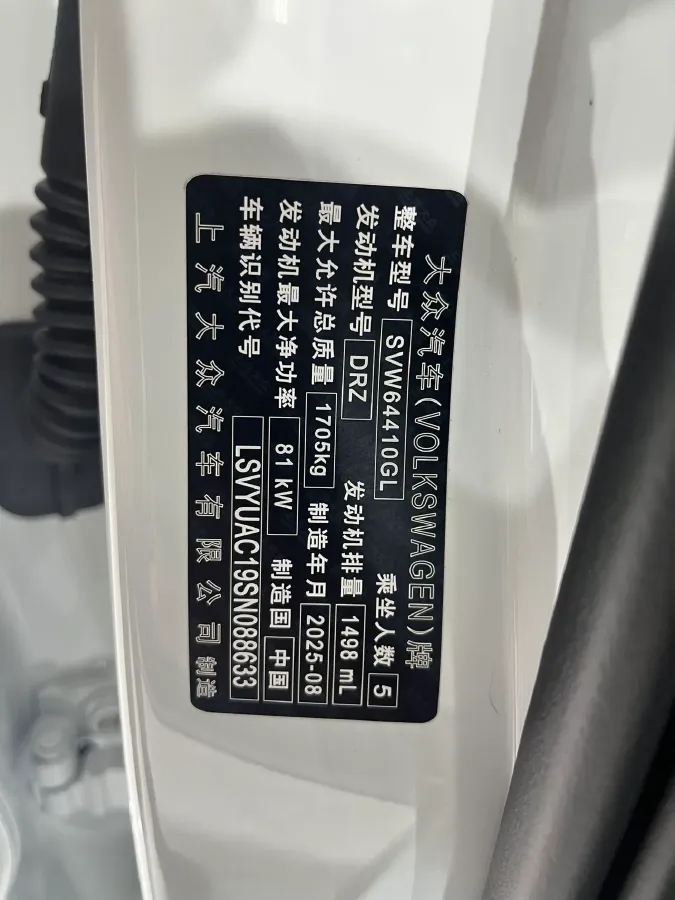 大众汽车(VOLKSWAGEN)牌
整车型号 SVW64410GL 乘坐人数 5
发动机型号 DRZ 发动机排量 1498 mL
最大允许总质量 1705kg 制造年月 2025-08
发动机最大净功率 81 kW 制造国 中国
车辆识别代号 LSVYUAC19SN088633
上汽大众汽车有限公司制造